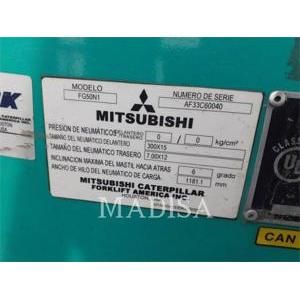 MODELO
FG50N1
NUMERO DE SERIE
AF33C60040
MITSUBISHI
PRESION DE NEUMATICOS DELANTERO TRASERO 0 / 0 kg/cm²
TAMAÑO DEL NEUMATICO DELANTERO 300X15
TAMAÑO DEL NEUMATICO TRASERO 7.00X12
INCLINACION MAXIMA DEL MASTIL HACIA ATRAS 6 grado
ANCHO DE HILO DEL NEUMATICO DE CARGA 1181.1 mm
MITSUBISHI CATERPILLAR
FORKLIFT AMERICA INC
HOUSTON,
MADISA
CAN